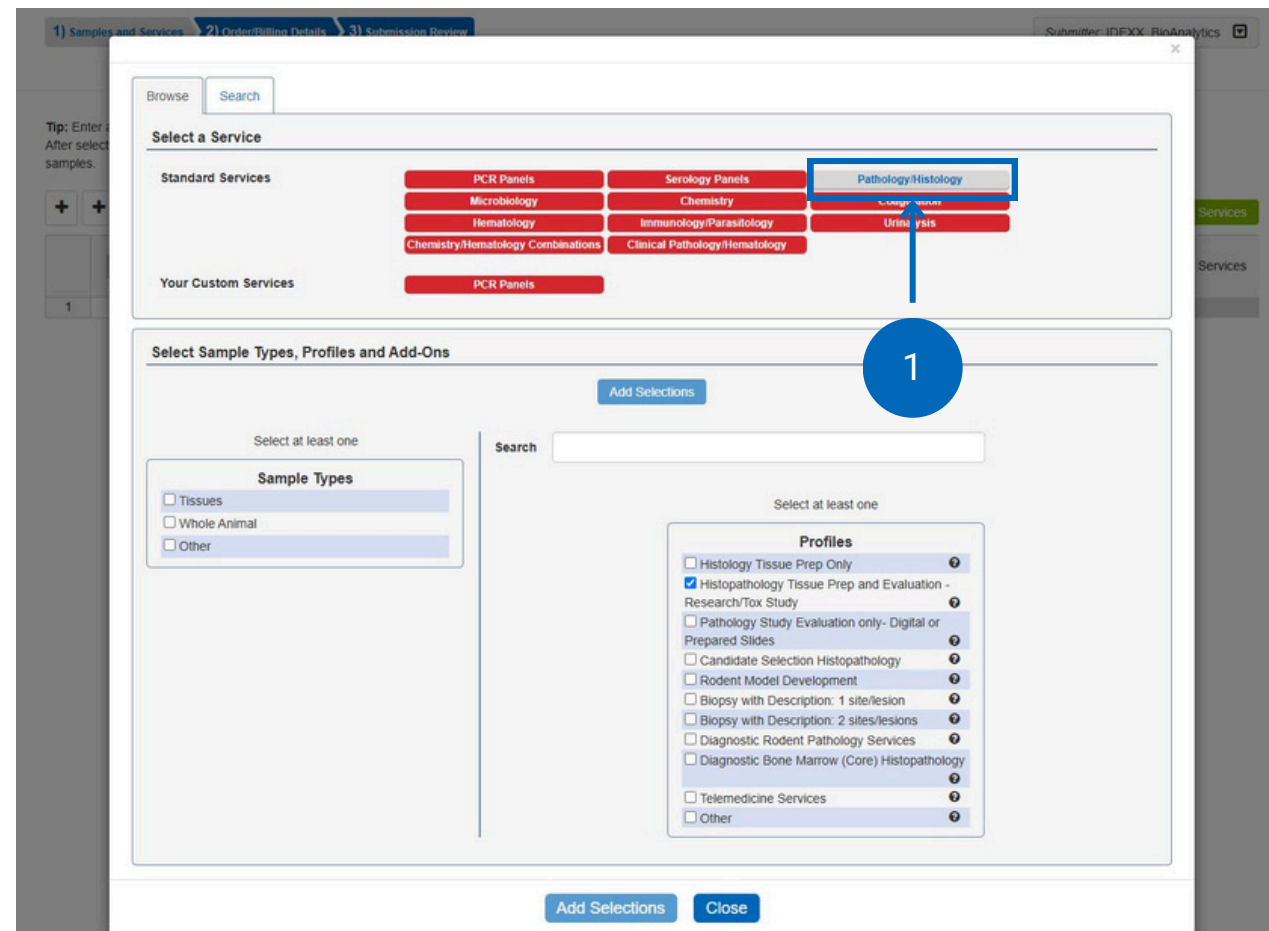 1) Samples and Services 2) Order/Billing Details 3) Submission Review
Submitter: IDEXX BioAnalytics
×
Browse Search
Tip: Enter
After select
samples.
Select a Service
Standard Services
PCR Panels Serology Panels Pathology/Histology
Microbiology Chemistry Coagulation
Hematology Immunology/Parasitology Urinalysis
Chemistry/Hematology Combinations Clinical Pathology/Hematology
+ +
Services
Services
Your Custom Services PCR Panels
1
1
Select Sample Types, Profiles and Add-Ons
Add Selections
Select at least one
Sample Types
Tissues
Whole Animal
Other
Search
Select at least one
Profiles
Histology Tissue Prep Only
Histopathology Tissue Prep and Evaluation -
Research/Tox Study
Pathology Study Evaluation only- Digital or
Prepared Slides
Candidate Selection Histopathology
Rodent Model Development
Biopsy with Description: 1 site/lesion
Biopsy with Description: 2 sites/lesions
Diagnostic Rodent Pathology Services
Diagnostic Bone Marrow (Core) Histopathology
Telemedicine Services
Other
Add Selections Close